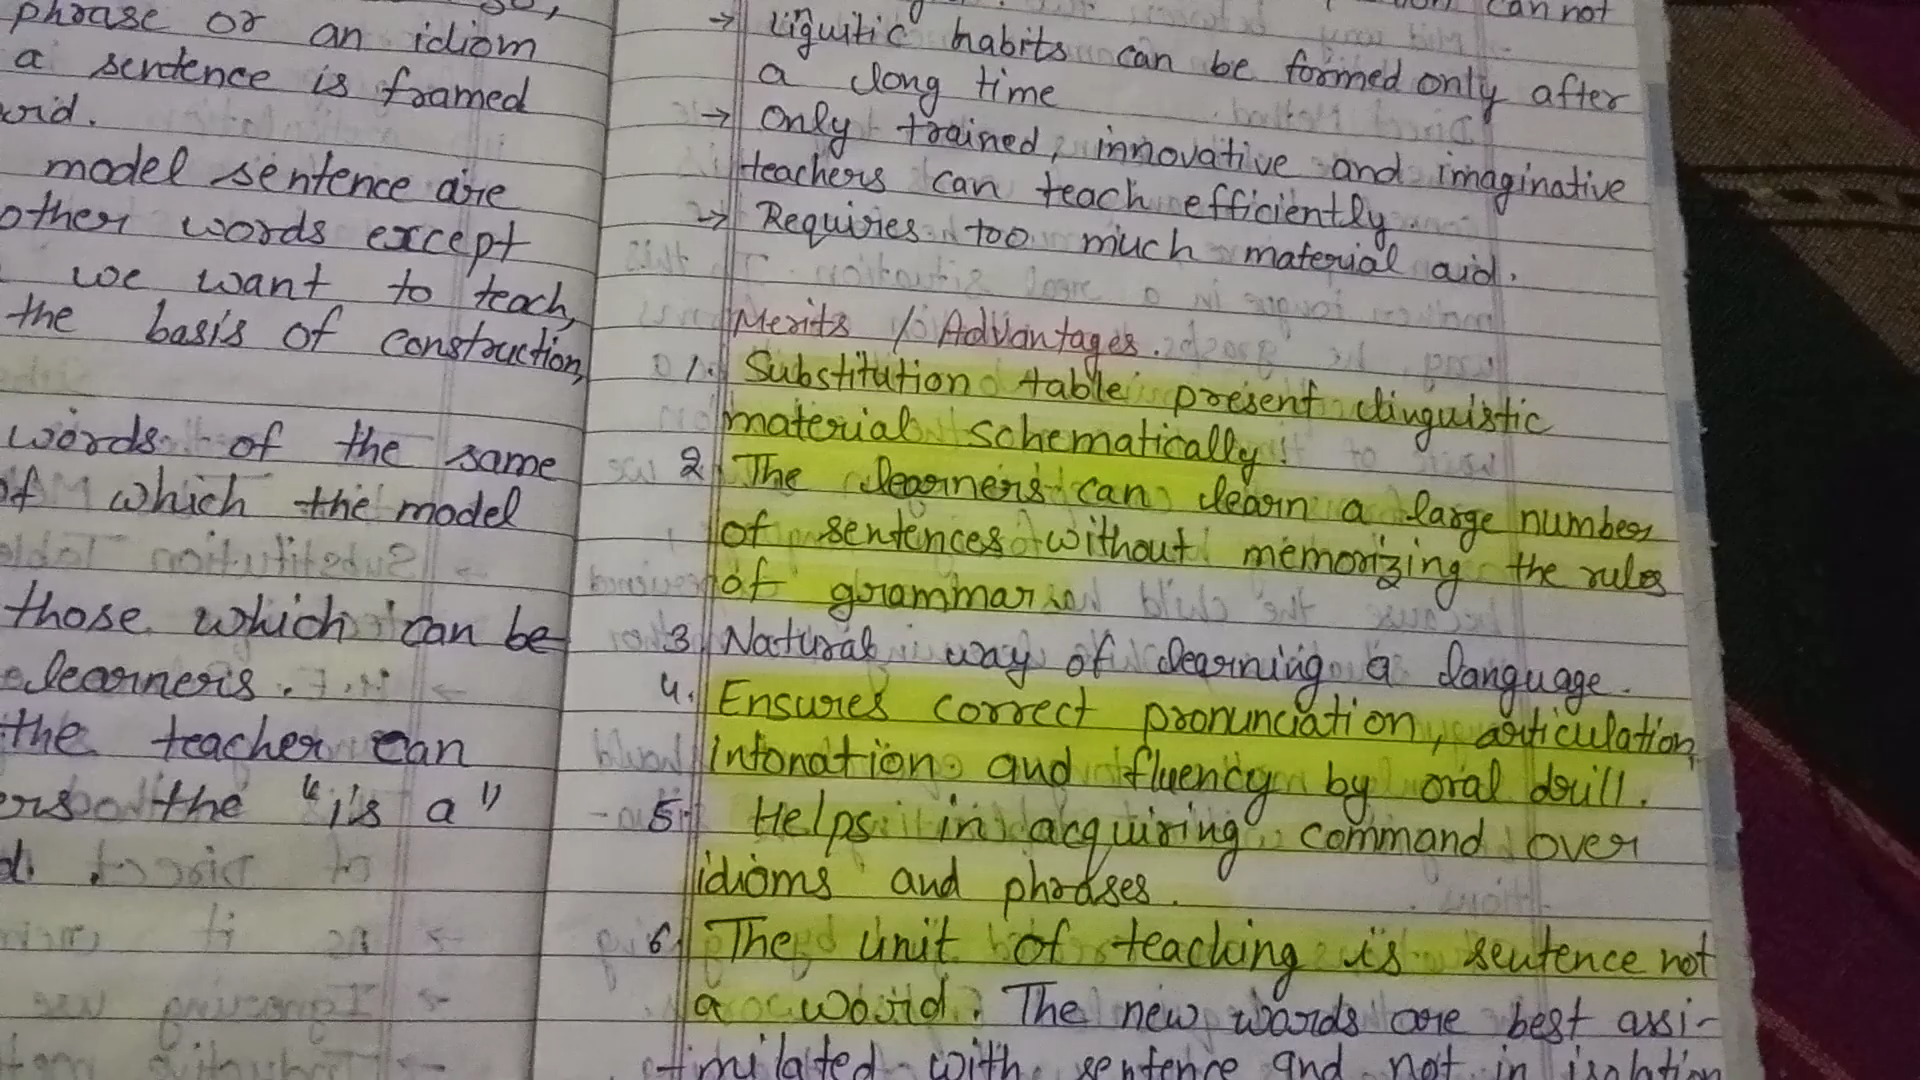 phrase or an idiom
a sentence is framed
model sentence are
other words except
we want to teach,
the basis of construction,
words of the same
of which the model
those which can be
learners.
the teacher can
the "is a"
can not
→ liguitic habits can be formed only after
a long time
→ Only trained, innovative and imaginative
teachers can teach efficiently
→ Requires too much material aid.
Merits / Advantages.
1. Substitution table present linguistic
material schematically.
2. The learners can learn a large number
of sentences without memorizing the rules
of grammar
3 Natural way of learning a language.
4. Ensures correct pronunciation, articulation,
intonation and fluency by oral drill.
5. Helps in acquiring command over
idioms and phrases.
6. The unit of teaching is sentence not
a word. The new words are best assi-
milated with sentence and not in isolation